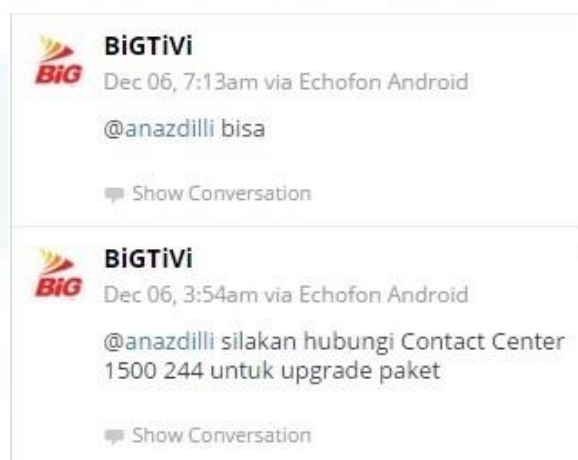 BiG
BiGTiVi
Dec 06, 7:13am via Echofon Android
@anazdilli bisa
Show Conversation
BiG
BiGTiVi
Dec 06, 3:54am via Echofon Android
@anazdilli silakan hubungi Contact Center
1500 244 untuk upgrade paket
Show Conversation